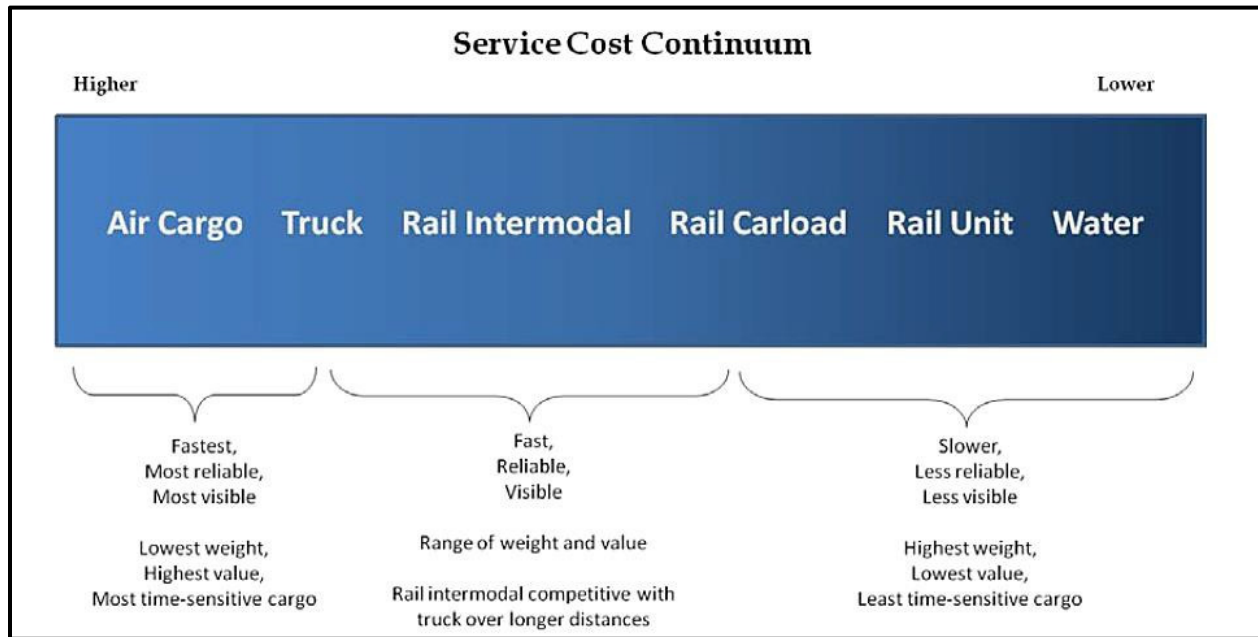 Service Cost Continuum
Higher
Lower
Air Cargo
Truck
Rail Intermodal
Rail Carload
Rail Unit
Water
Fastest,
Most reliable,
Most visible
Lowest weight,
Highest value,
Most time-sensitive cargo
Fast,
Reliable,
Visible
Range of weight and value
Rail intermodal competitive with
truck over longer distances
Slower,
Less reliable,
Less visible
Highest weight,
Lowest value,
Least time-sensitive cargo